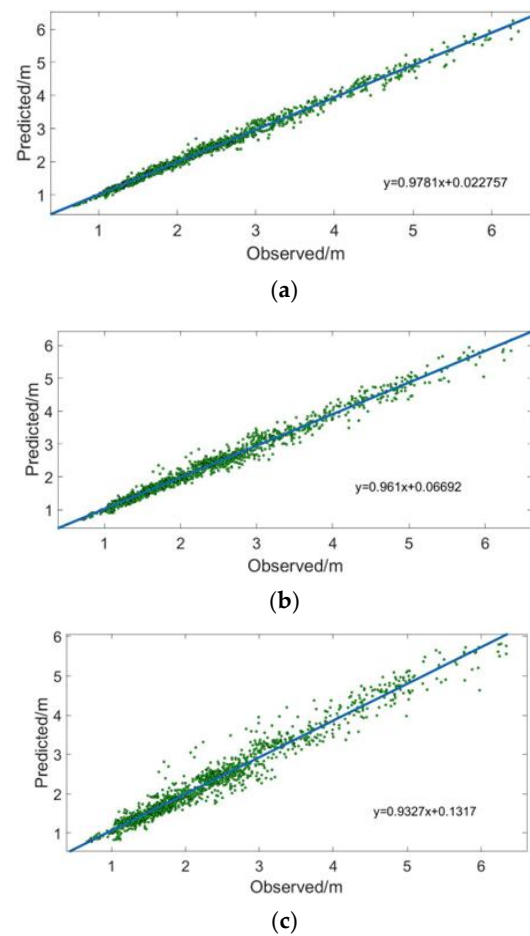 6
5
4
3
2
1
Predicted/m
y=0.9781x+0.022757
1 2 3 4 5 6
Observed/m
(a)
6
5
4
3
2
1
Predicted/m
y=0.961x+0.06692
1 2 3 4 5 6
Observed/m
(b)
6
5
4
3
2
1
Predicted/m
y=0.9327x+0.1317
1 2 3 4 5 6
Observed/m
(c)